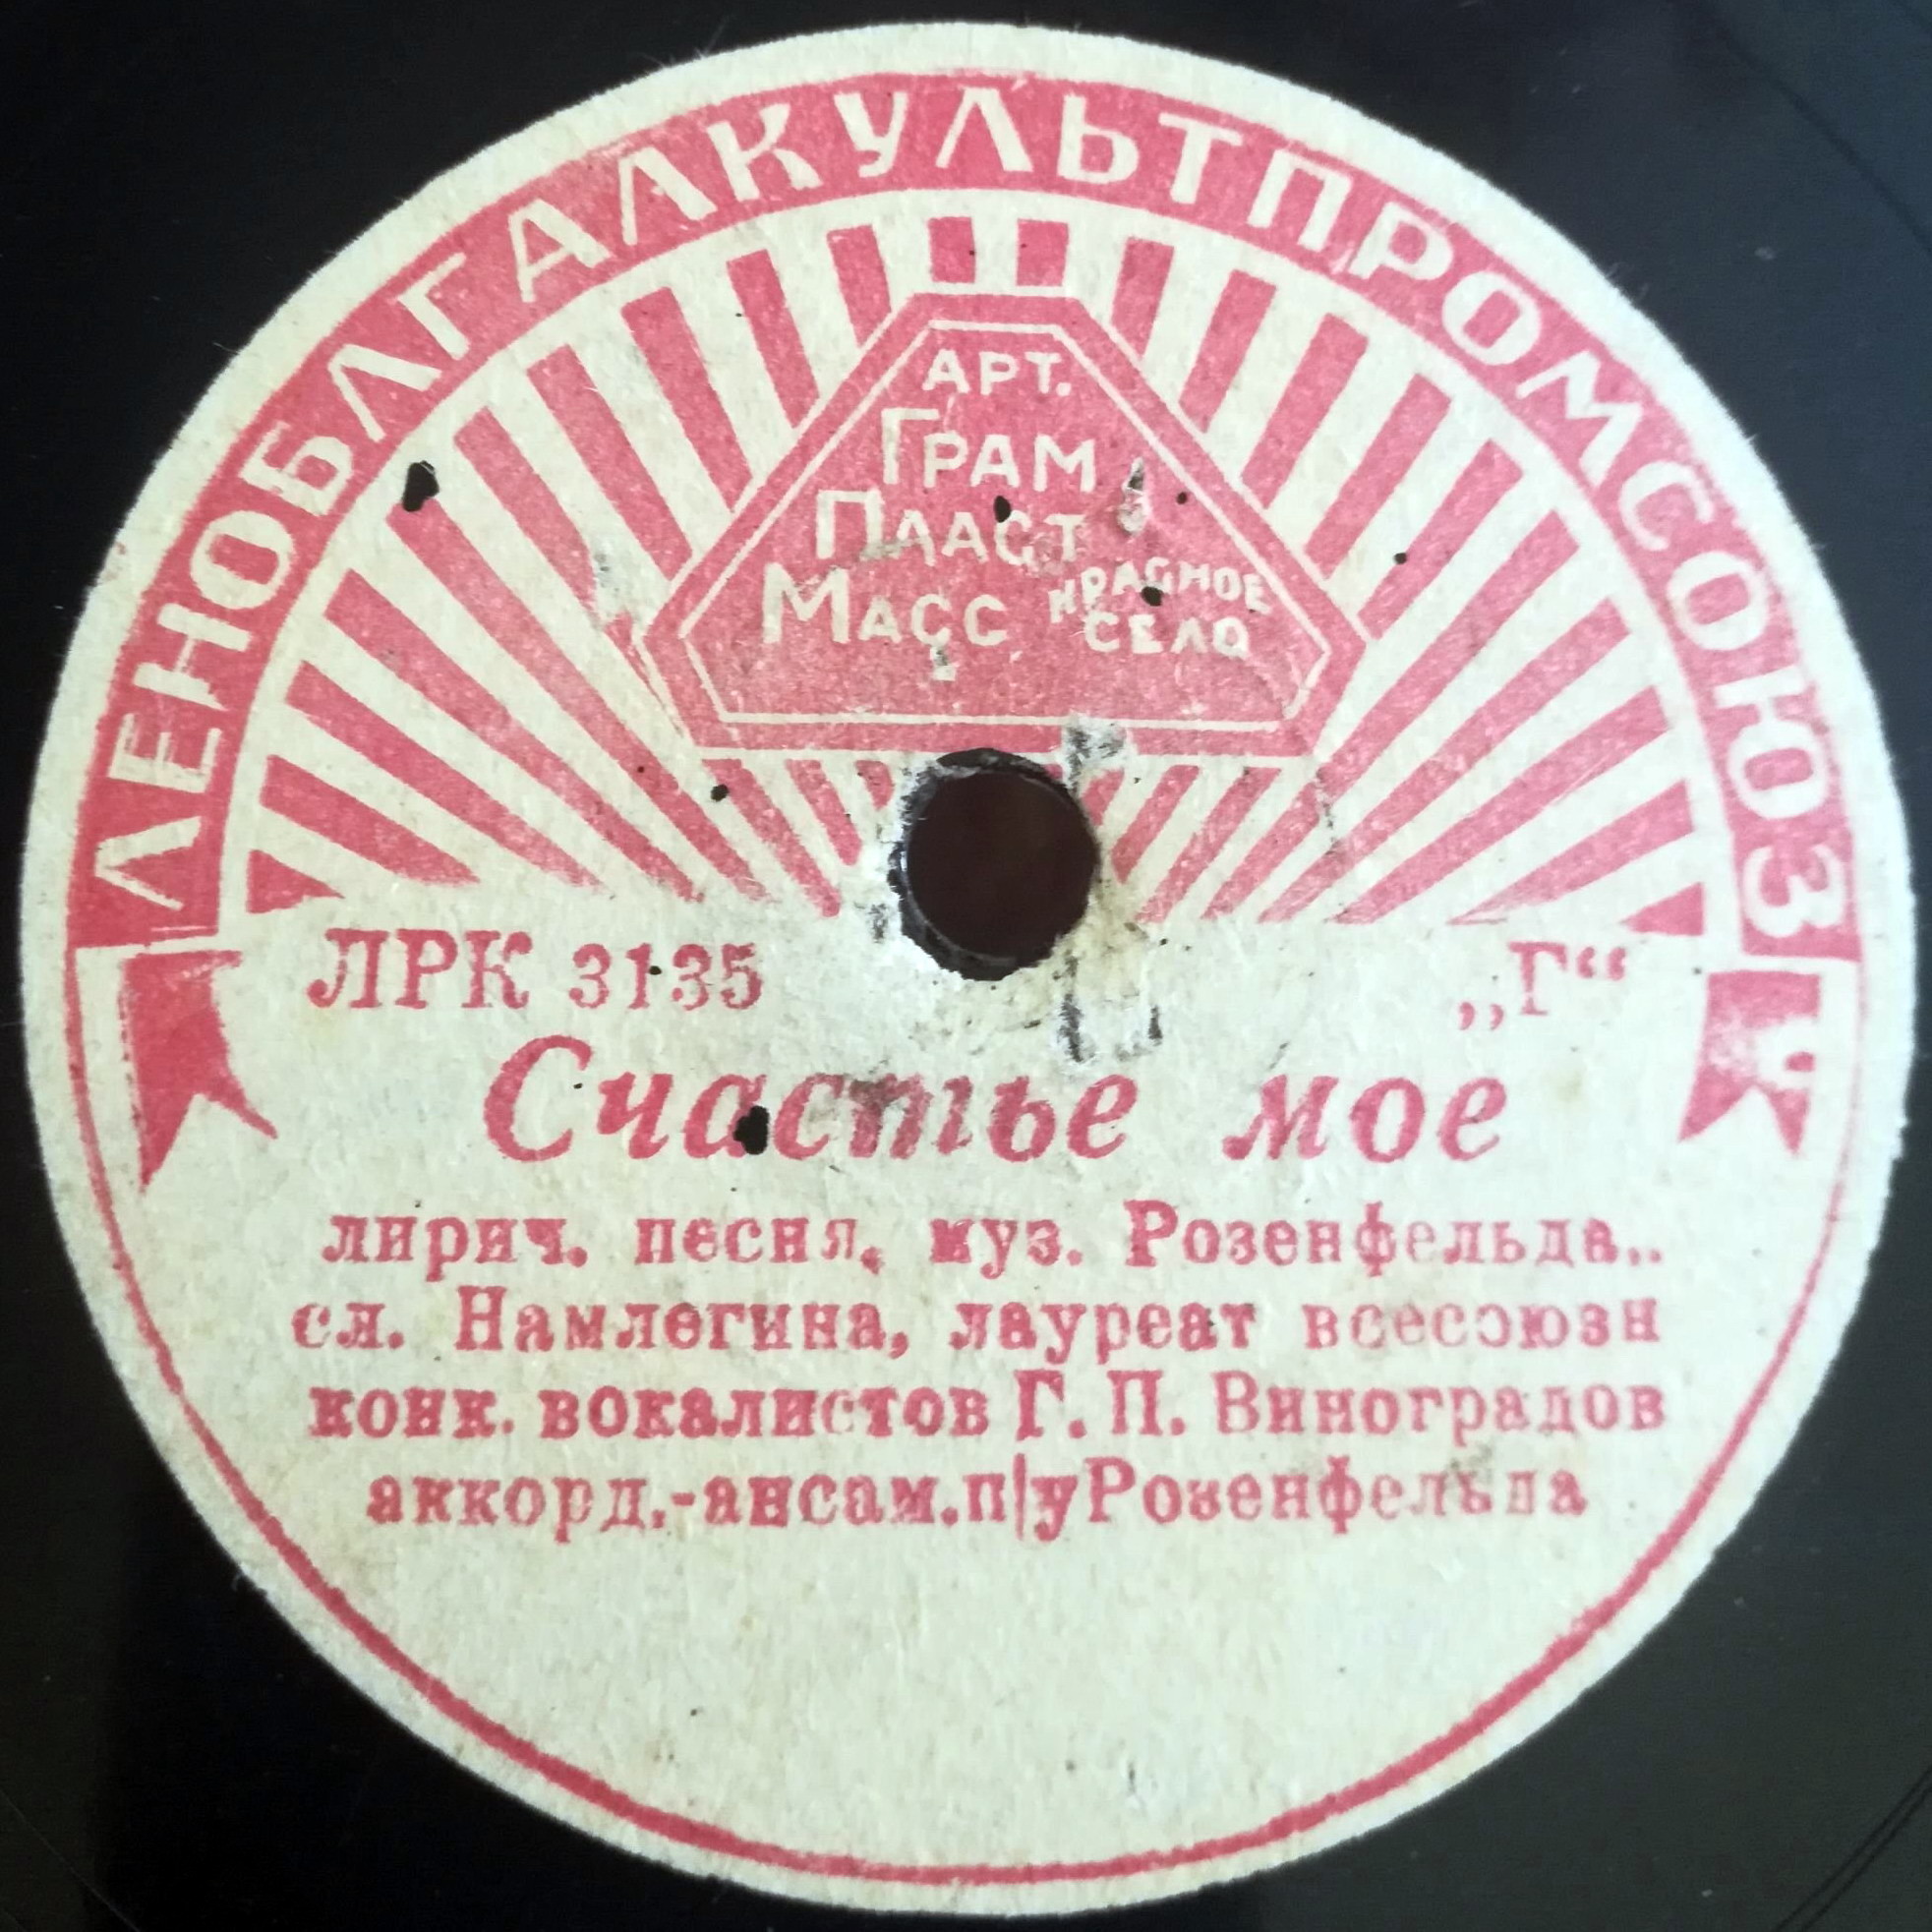 ЛЕНОБЛГАЛКУЛЬТПРОМСОЮЗ
АРТ.
ГРАМ
ПЛАСТ
МАСС
КРАСНОЕ
СЕЛО
ЛРК 3135 „Г“
Счастье мое
лирич. песня, муз. Розенфельда,.
сл. Намлегина, лауреат всесоюзн
конк. вокалистов Г. П. Виноградов
аккорд.-ансам.п/у Розенфельда